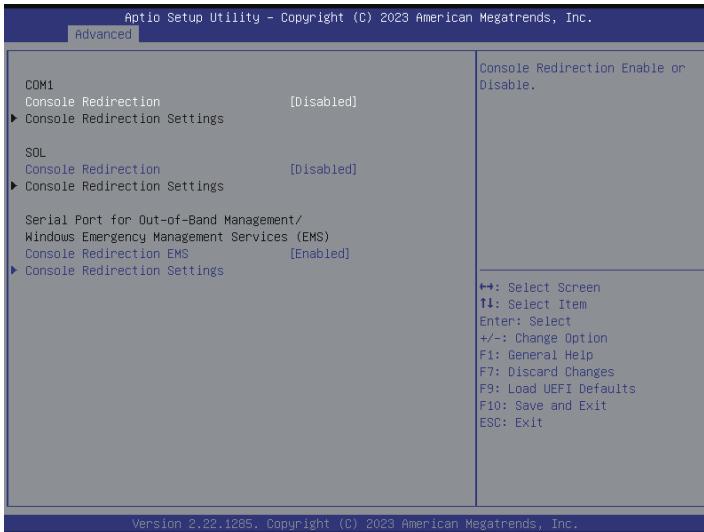 Aptio Setup Utility – Copyright (C) 2023 American Megatrends, Inc.
Advanced
COM1
Console Redirection [Disabled]
▶ Console Redirection Settings
SOL
Console Redirection [Disabled]
▶ Console Redirection Settings
Serial Port for Out-of-Band Management/
Windows Emergency Management Services (EMS)
Console Redirection EMS [Enabled]
▶ Console Redirection Settings
Console Redirection Enable or
Disable.
↔: Select Screen
↑↓: Select Item
Enter: Select
+/-: Change Option
F1: General Help
F7: Discard Changes
F9: Load UEFI Defaults
F10: Save and Exit
ESC: Exit
Version 2.22.1285. Copyright (C) 2023 American Megatrends, Inc.